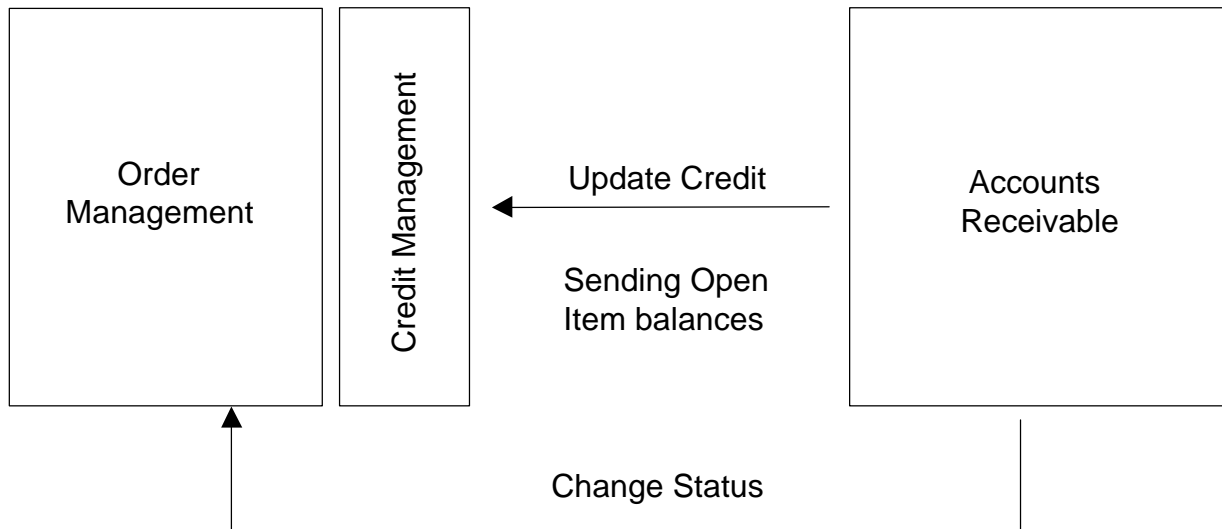 Order
Management
Credit Management
Update Credit
Sending Open
Item balances
Accounts
Receivable
Change Status